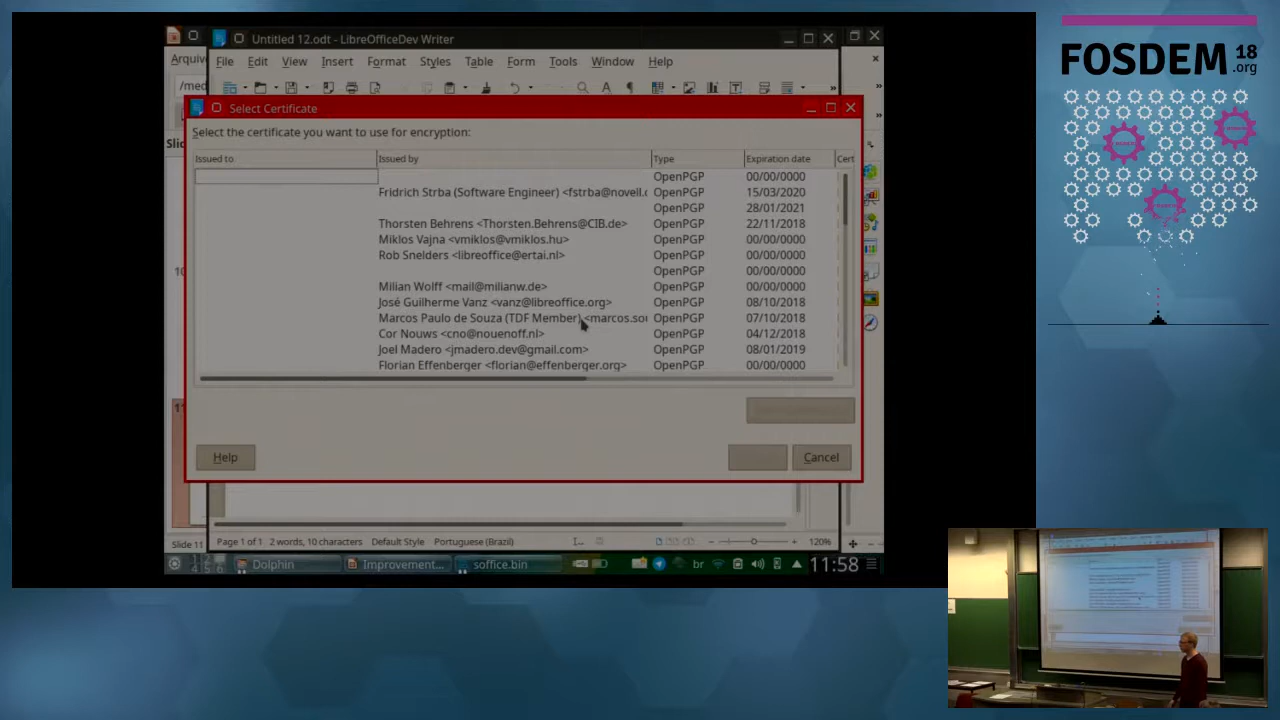 FOSDEM 18
.org
Untitled 12.odt - LibreOfficeDev Writer
Arquivo
File Edit View Insert Format Styles Table Form Tools Window Help
/med
Select Certificate
Select the certificate you want to use for encryption:
Slid
Issued to Issued by Type Expiration date Cert
OpenPGP 00/00/0000
Fridrich Strba (Software Engineer) <fstrba@novell.c OpenPGP 15/03/2020
OpenPGP 28/01/2021
Thorsten Behrens <Thorsten.Behrens@CIB.de> OpenPGP 22/11/2018
Miklos Vajna <vmiklos@vmiklos.hu> OpenPGP 00/00/0000
Rob Snelders <libreoffice@ertai.nl> OpenPGP 00/00/0000
10 OpenPGP 00/00/0000
Milian Wolff <mail@milianw.de> OpenPGP 00/00/0000
José Guilherme Vanz <vanz@libreoffice.org> OpenPGP 08/10/2018
Marcos Paulo de Souza (TDF Member) <marcos.sou OpenPGP 07/10/2018
Cor Nouws <cno@nouenoff.nl> OpenPGP 04/12/2018
Joel Madero <jmadero.dev@gmail.com> OpenPGP 08/01/2019
Florian Effenberger <florian@effenberger.org> OpenPGP 00/00/0000
11
Help Cancel
Slide 11 Page 1 of 1 2 words, 10 characters Default Style Portuguese (Brazil) 120%
Dolphin Improvement... soffice.bin br 11:58